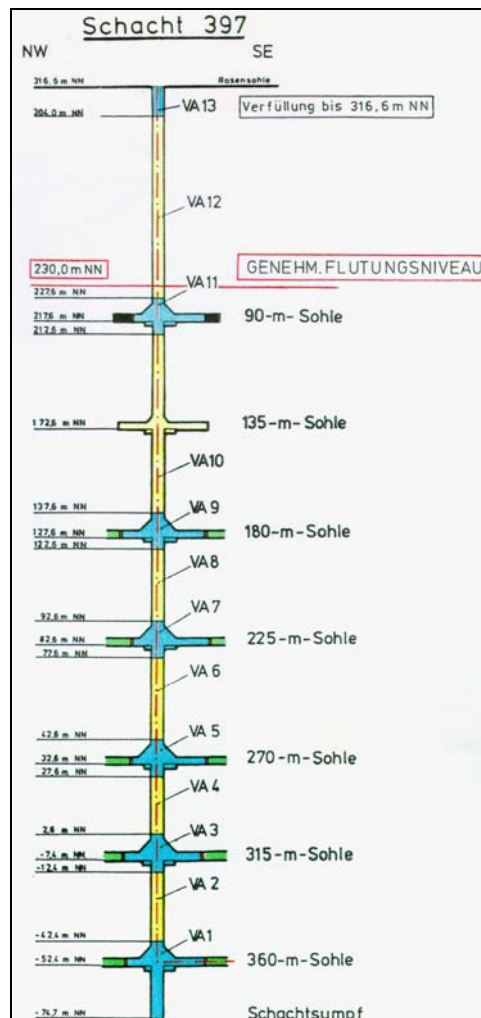 Schacht 397
NW SE
316,6 m NN Rasensohle
304,0 m NN VA13 Verfüllung bis 316,6m NN
VA12
230,0 m NN GENEHM. FLUTUNGSNIVEAU
227,6 m NN VA11
217,6 m NN 90-m-Sohle
212,6 m NN
172,6 m NN 135-m-Sohle
VA10
137,6 m NN VA 9
127,6 m NN 180-m-Sohle
122,6 m NN
VA8
92,6 m NN VA 7
82,6 m NN 225-m-Sohle
77,6 m NN
VA 6
42,6 m NN VA 5
32,6 m NN 270-m-Sohle
27,6 m NN
VA 4
2,6 m NN VA 3
-7,4 m NN 315-m-Sohle
-12,4 m NN
VA 2
-42,4 m NN VA1
-52,4 m NN 360-m-Sohle
-74,7 m NN Schachtsumpf